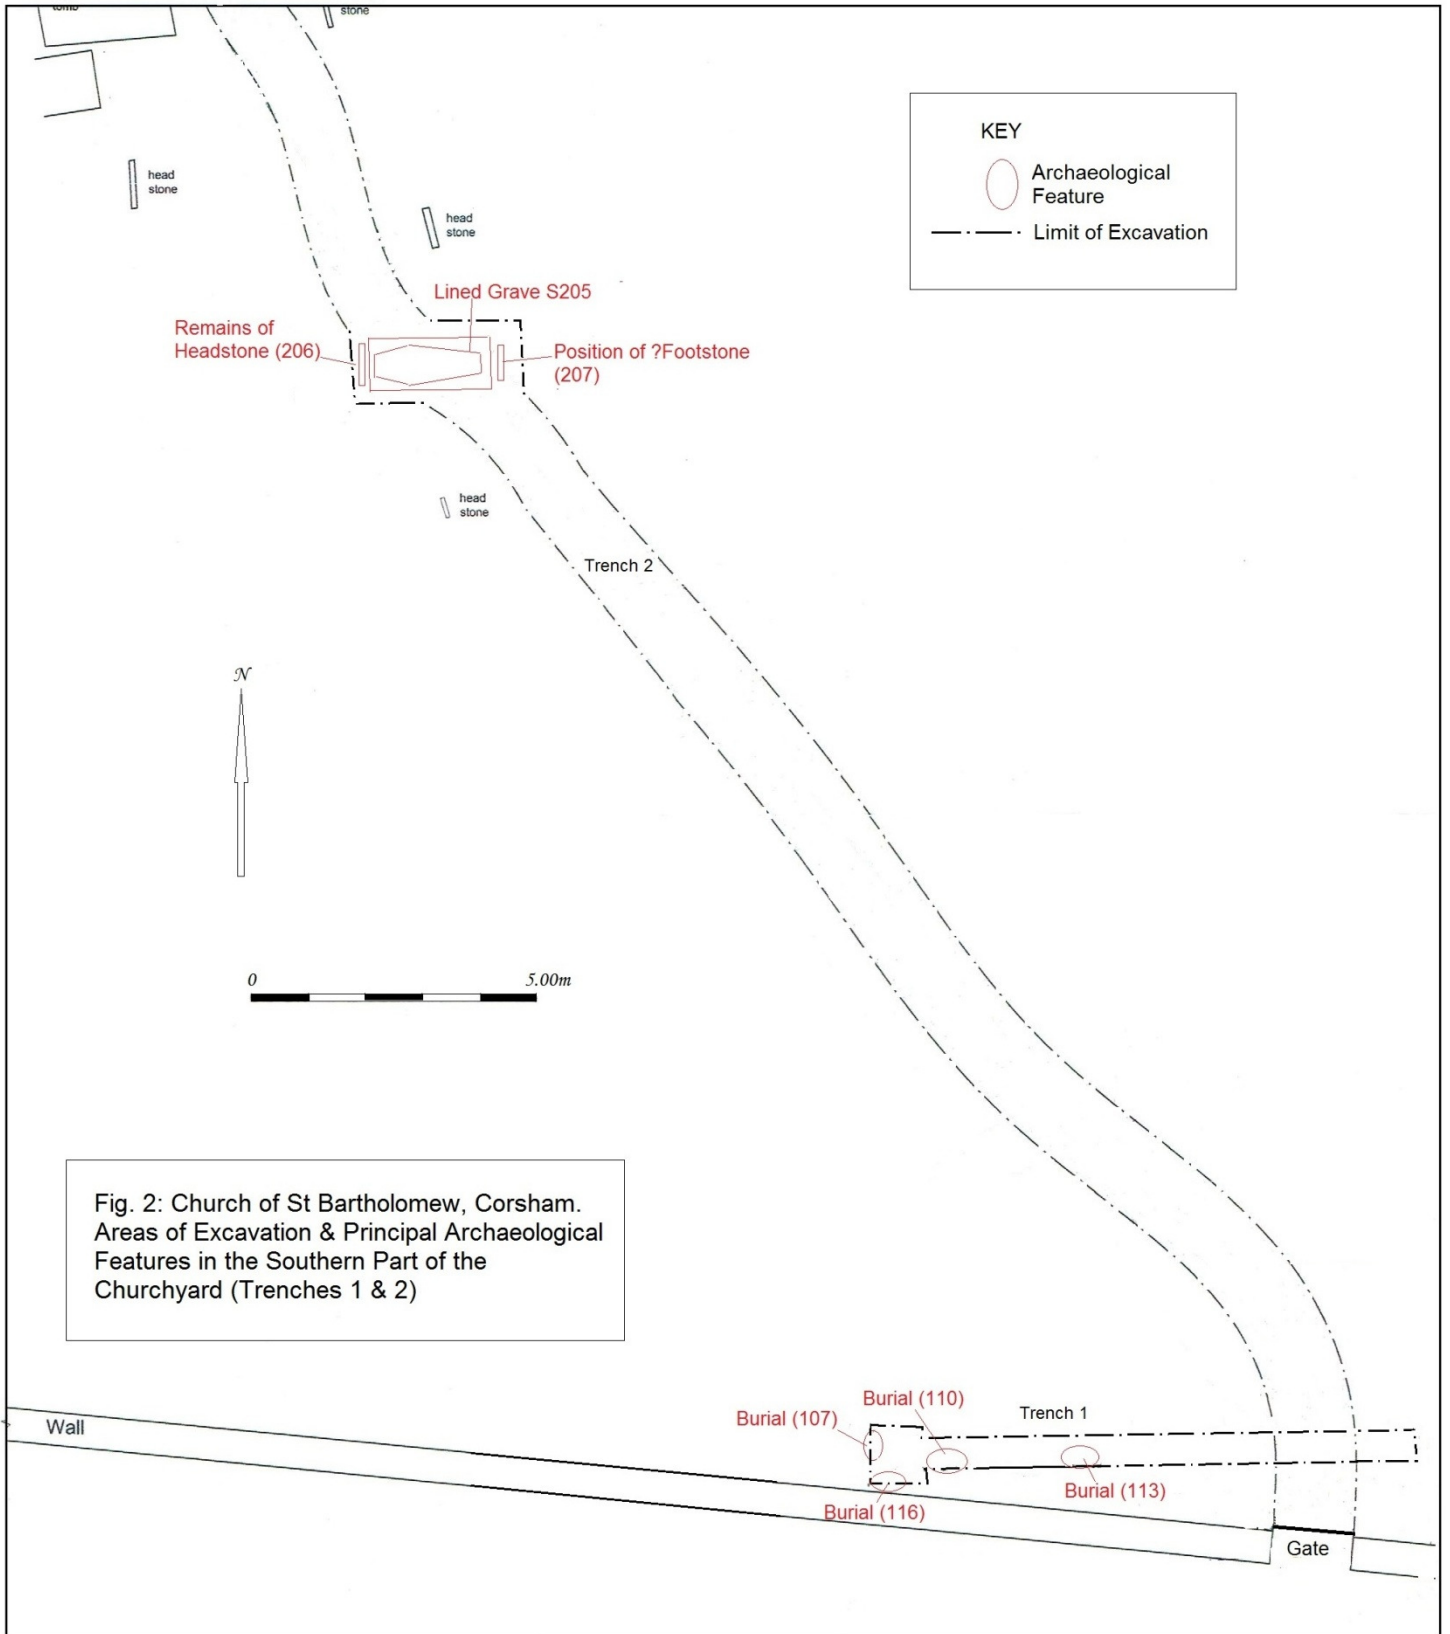 tomb
stone
head
stone
head
stone
KEY
Archaeological
Feature
Limit of Excavation
Lined Grave S205
Remains of
Headstone (206)
Position of ?Footstone
(207)
head
stone
Trench 2
N
0
5.00m
Fig. 2: Church of St Bartholomew, Corsham.
Areas of Excavation & Principal Archaeological
Features in the Southern Part of the
Churchyard (Trenches 1 & 2)
Wall
Burial (107)
Burial (110)
Trench 1
Burial (113)
Burial (116)
Gate